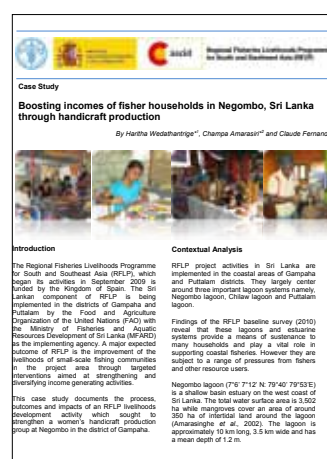 aecid
Regional Fisheries Livelihoods Programme
for South and Southeast Asia (RFLP)
Case Study
Boosting incomes of fisher households in Negombo, Sri Lanka
through handicraft production
By Haritha Wedathantrige*¹, Champa Amarasiri*² and Claude Fernand
Introduction
The Regional Fisheries Livelihoods Programme
for South and Southeast Asia (RFLP), which
began its activities in September 2009 is
funded by the Kingdom of Spain. The Sri
Lankan component of RFLP is being
implemented in the districts of Gampaha and
Puttalam by the Food and Agriculture
Organization of the United Nations (FAO) with
the Ministry of Fisheries and Aquatic
Resources Development of Sri Lanka (MFARD)
as the implementing agency. A major expected
outcome of RFLP is the improvement of the
livelihoods of small-scale fishing communities
in the project area through targeted
interventions aimed at strengthening and
diversifying income generating activities.
This case study documents the process,
outcomes and impacts of an RFLP livelihoods
development activity which sought to
strengthen a women's handicraft production
group at Negombo in the district of Gampaha.
Contextual Analysis
RFLP project activities in Sri Lanka are
implemented in the coastal areas of Gampaha
and Puttalam districts. They largely center
around three important lagoon systems namely,
Negombo lagoon, Chilaw lagoon and Puttalam
lagoon.
Findings of the RFLP baseline survey (2010)
reveal that these lagoons and estuarine
systems provide a means of sustenance to
many households and play a vital role in
supporting coastal fisheries. However they are
subject to a range of pressures from fishers
and other resource users.
Negombo lagoon (7°6' 7°12' N: 79°40' 79°53'E)
is a shallow basin estuary on the west coast of
Sri Lanka. The total water surface area is 3,502
ha while mangroves cover an area of around
350 ha of intertidal land around the lagoon
(Amarasinghe et al., 2002). The lagoon is
approximately 10 km long, 3.5 km wide and has
a mean depth of 1.2 m.